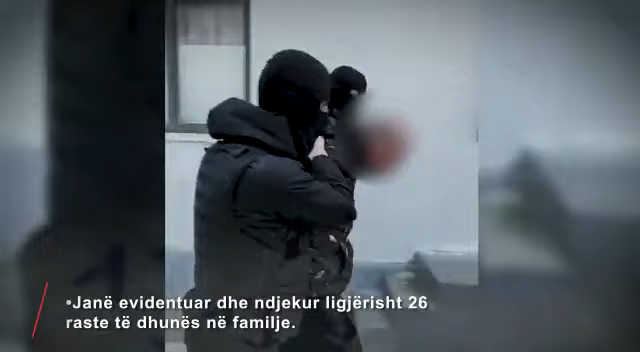 •Janë evidentuar dhe ndjekur ligjërisht 26
raste të dhunës në familje.